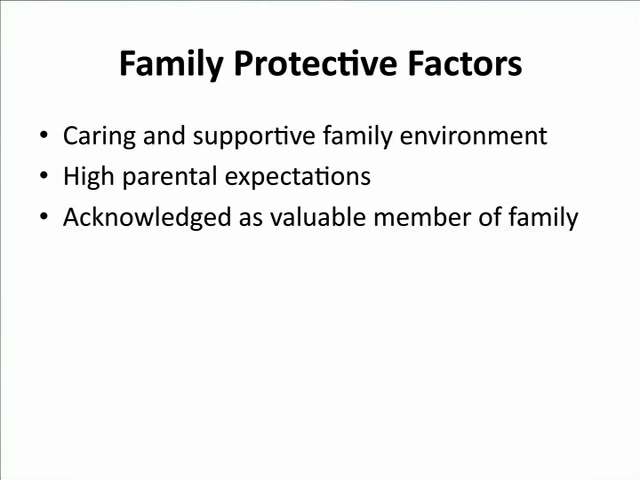 Family Protective Factors
• Caring and supportive family environment
• High parental expectations
• Acknowledged as valuable member of family